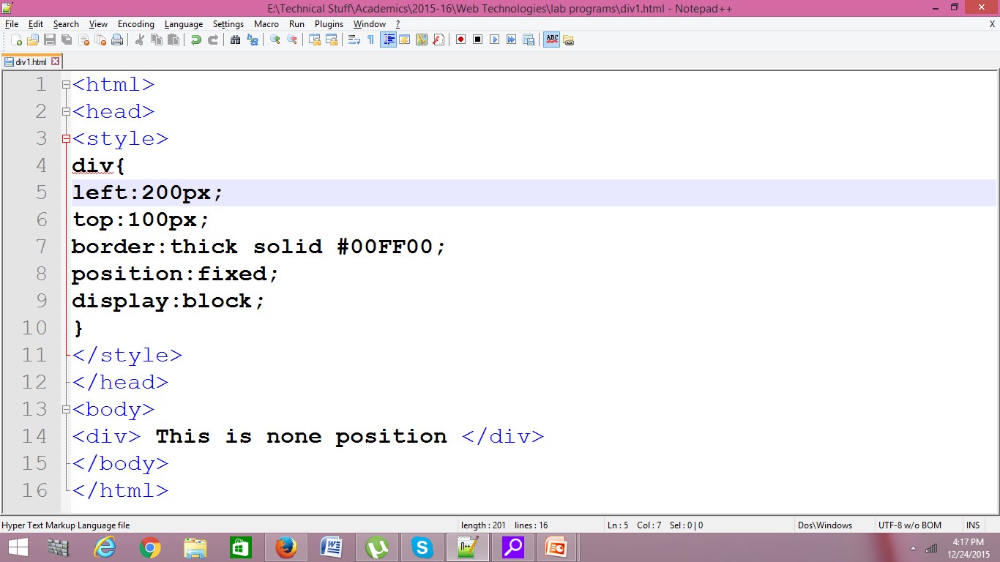 E:\Technical Stuff\Academics\2015-16\Web Technologies\lab programs\div1.html - Notepad++
File Edit Search View Encoding Language Settings Macro Run Plugins Window ? X
ABC
div1.html
1 <html>
2 <head>
3 <style>
4 div{
5 left:200px;
6 top:100px;
7 border:thick solid #00FF00;
8 position:fixed;
9 display:block;
10 }
11 </style>
12 </head>
13 <body>
14 <div> This is none position </div>
15 </body>
16 </html>
Hyper Text Markup Language file length : 201 lines : 16 Ln : 5 Col : 7 Sel : 0 | 0 Dos\Windows UTF-8 w/o BOM INS
4:17 PM
12/24/2015